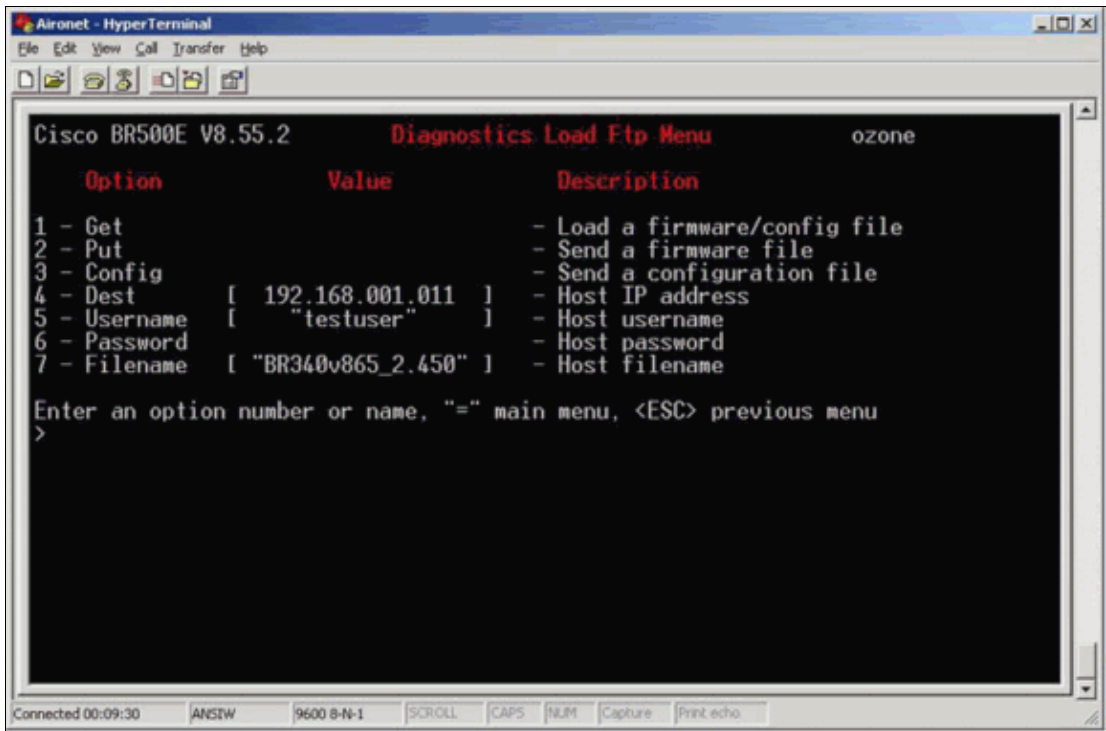 Aironet - HyperTerminal
File Edit View Call Transfer Help
Cisco BR500E V8.55.2 Diagnostics Load Ftp Menu ozone
Option Value Description
1 - Get - Load a firmware/config file
2 - Put - Send a firmware file
3 - Config - Send a configuration file
4 - Dest [ 192.168.001.011 ] - Host IP address
5 - Username [ "testuser" ] - Host username
6 - Password - Host password
7 - Filename [ "BR340v865_2.450" ] - Host filename
Enter an option number or name, "=" main menu, <ESC> previous menu
>
Connected 00:09:30 ANSIW 9600 8-N-1 SCROLL CAPS NUM Capture Print echo